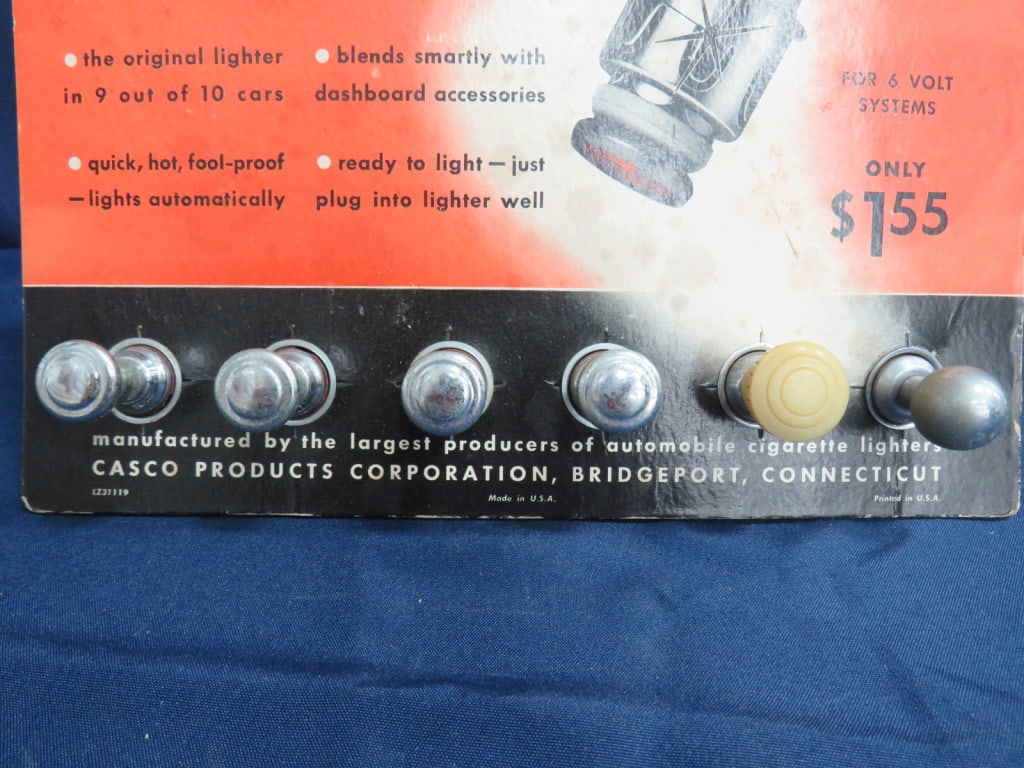 ● the original lighter
in 9 out of 10 cars
● blends smartly with
dashboard accessories
● quick, hot, fool-proof
—lights automatically
● ready to light — just
plug into lighter well
FOR 6 VOLT
SYSTEMS
ONLY
$155
manufactured by the largest producers of automobile cigarette lighters
CASCO PRODUCTS CORPORATION, BRIDGEPORT, CONNECTICUT
LZ31119
Made in U.S.A.
Printed in U.S.A.